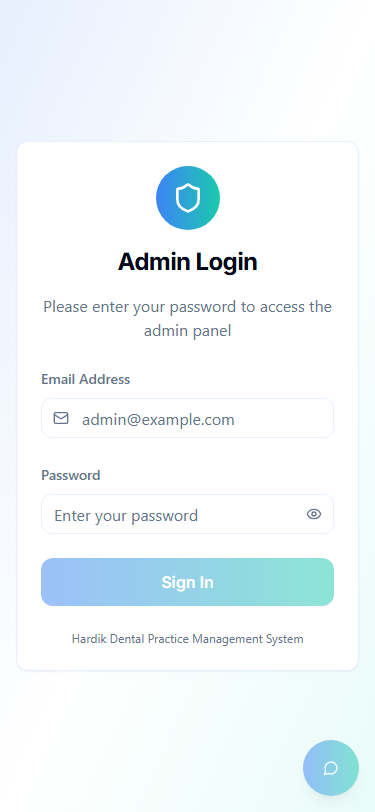 Admin Login
Please enter your password to access the
admin panel
Email Address
admin@example.com
Password
Enter your password
Sign In
Hardik Dental Practice Management System